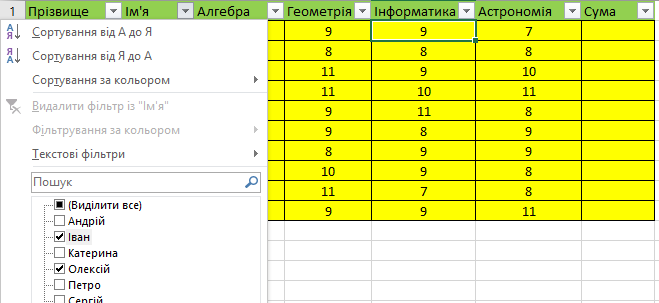 1 Прізвище Ім'я Алгебра Геометрія Інформатика Астрономія Сума
Сортування від А до Я 9 9 7
Сортування від Я до А 8 8 8
Сортування за кольором 11 9 10
Видалити фільтр із "Ім'я" 11 10 11
Фільтрування за кольором 9 11 8
Текстові фільтри 9 8 9
Пошук 8 9 9
(Виділити все) 10 9 8
Андрій 11 7 8
Іван 9 9 11
Катерина
Олексій
Петро
Сергій